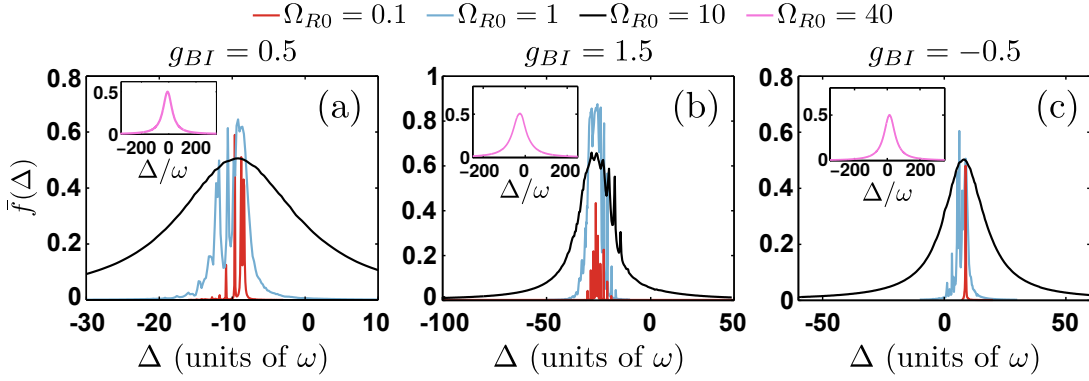 Ω_{R0} = 0.1 Ω_{R0} = 1 Ω_{R0} = 10 Ω_{R0} = 40
g_{BI} = 0.5 g_{BI} = 1.5 g_{BI} = −0.5
0.8 1 0.8
(a) (b) (c)
0.5 0.5 0.5
0 0 0
−200 200 −200 0 200 −200 0 200
Δ/ω Δ/ω Δ/ω
f̄(Δ)
0.6 0.8 0.6
0.4 0.6 0.4
0.2 0.4 0.2
0 0.2 0
0
-30 -20 -10 0 10 -100 -50 0 50 -50 0 50
Δ (units of ω) Δ (units of ω) Δ (units of ω)